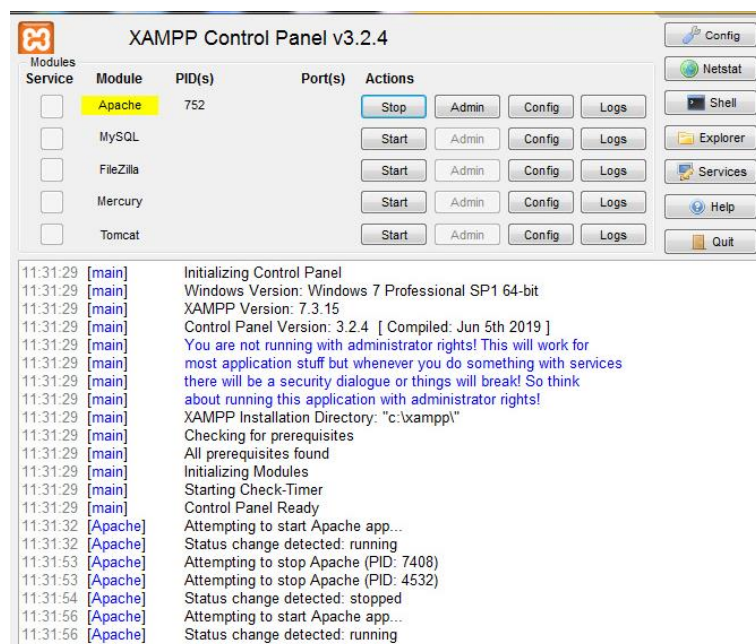 XAMPP Control Panel v3.2.4
Config
Modules
Service Module PID(s) Port(s) Actions
Netstat
Apache 752 Stop Admin Config Logs
Shell
MySQL Start Admin Config Logs
Explorer
FileZilla Start Admin Config Logs
Services
Mercury Start Admin Config Logs
Help
Tomcat Start Admin Config Logs
Quit
11:31:29 [main] Initializing Control Panel
11:31:29 [main] Windows Version: Windows 7 Professional SP1 64-bit
11:31:29 [main] XAMPP Version: 7.3.15
11:31:29 [main] Control Panel Version: 3.2.4 [ Compiled: Jun 5th 2019 ]
11:31:29 [main] You are not running with administrator rights! This will work for
11:31:29 [main] most application stuff but whenever you do something with services
11:31:29 [main] there will be a security dialogue or things will break! So think
11:31:29 [main] about running this application with administrator rights!
11:31:29 [main] XAMPP Installation Directory: "c:\xampp\"
11:31:29 [main] Checking for prerequisites
11:31:29 [main] All prerequisites found
11:31:29 [main] Initializing Modules
11:31:29 [main] Starting Check-Timer
11:31:29 [main] Control Panel Ready
11:31:32 [Apache] Attempting to start Apache app...
11:31:32 [Apache] Status change detected: running
11:31:53 [Apache] Attempting to stop Apache (PID: 7408)
11:31:53 [Apache] Attempting to stop Apache (PID: 4532)
11:31:54 [Apache] Status change detected: stopped
11:31:56 [Apache] Attempting to start Apache app...
11:31:56 [Apache] Status change detected: running